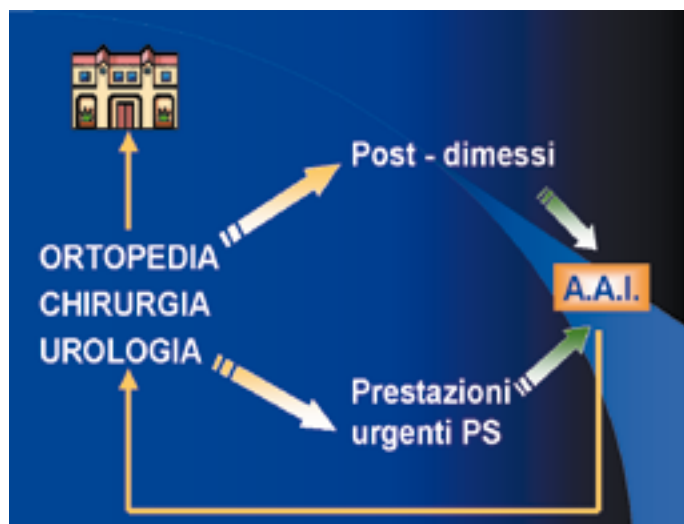 Post - dimessi
ORTOPEDIA
CHIRURGIA
UROLOGIA
A.A.I.
Prestazioni
urgenti PS